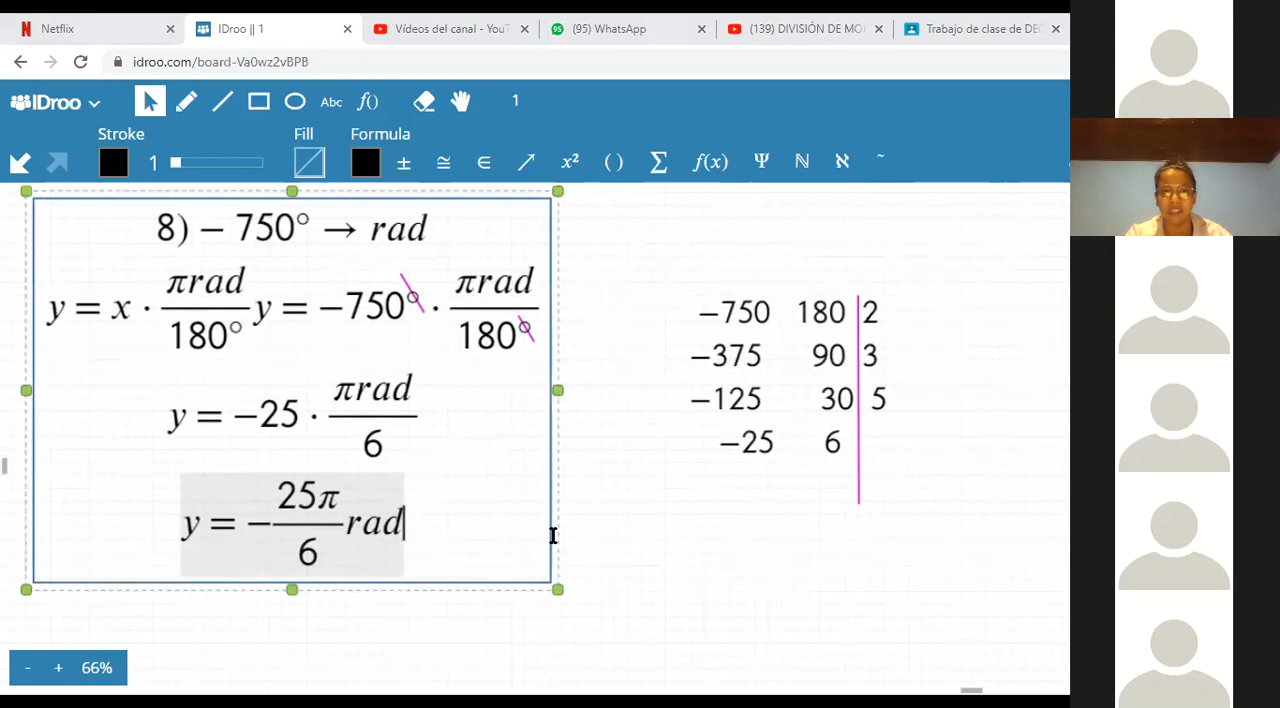 Netflix
IDroo || 1
Vídeos del canal - YouT
(95) WhatsApp
(139) DIVISIÓN DE MO
Trabajo de clase de DE
idroo.com/board-Va0wz2vBPB
IDroo
Abc
f()
1
Stroke
Fill
Formula
1
± ≅ ∈ x² ( ) Σ f(x) Ψ ℕ ℵ ~
8) − 750° → rad
y = x · πrad/180° y = −750° · πrad/180°
y = −25 · πrad/6
y = −25π/6 rad
−750 180 2
−375 90 3
−125 30 5
−25 6
- + 66%